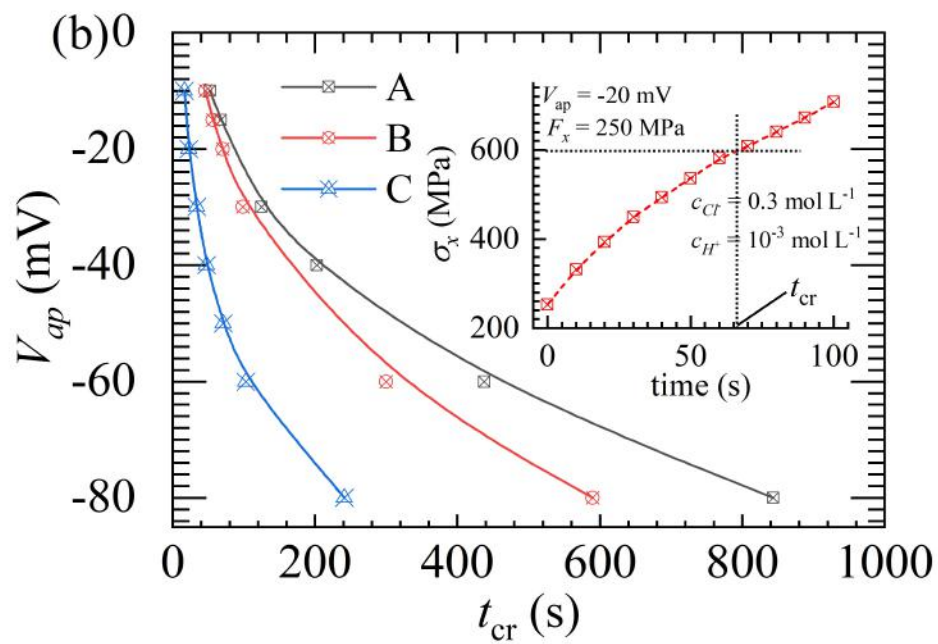 (b)
0
-20
-40
-60
-80
V_ap (mV)
0 200 400 600 800 1000
t_cr (s)
A
B
C
V_ap = -20 mV
F_x = 250 MPa
c_Cl^- = 0.3 mol L^-1
c_H^+ = 10^-3 mol L^-1
t_cr
600
400
200
σ_x (MPa)
0 50 100
time (s)